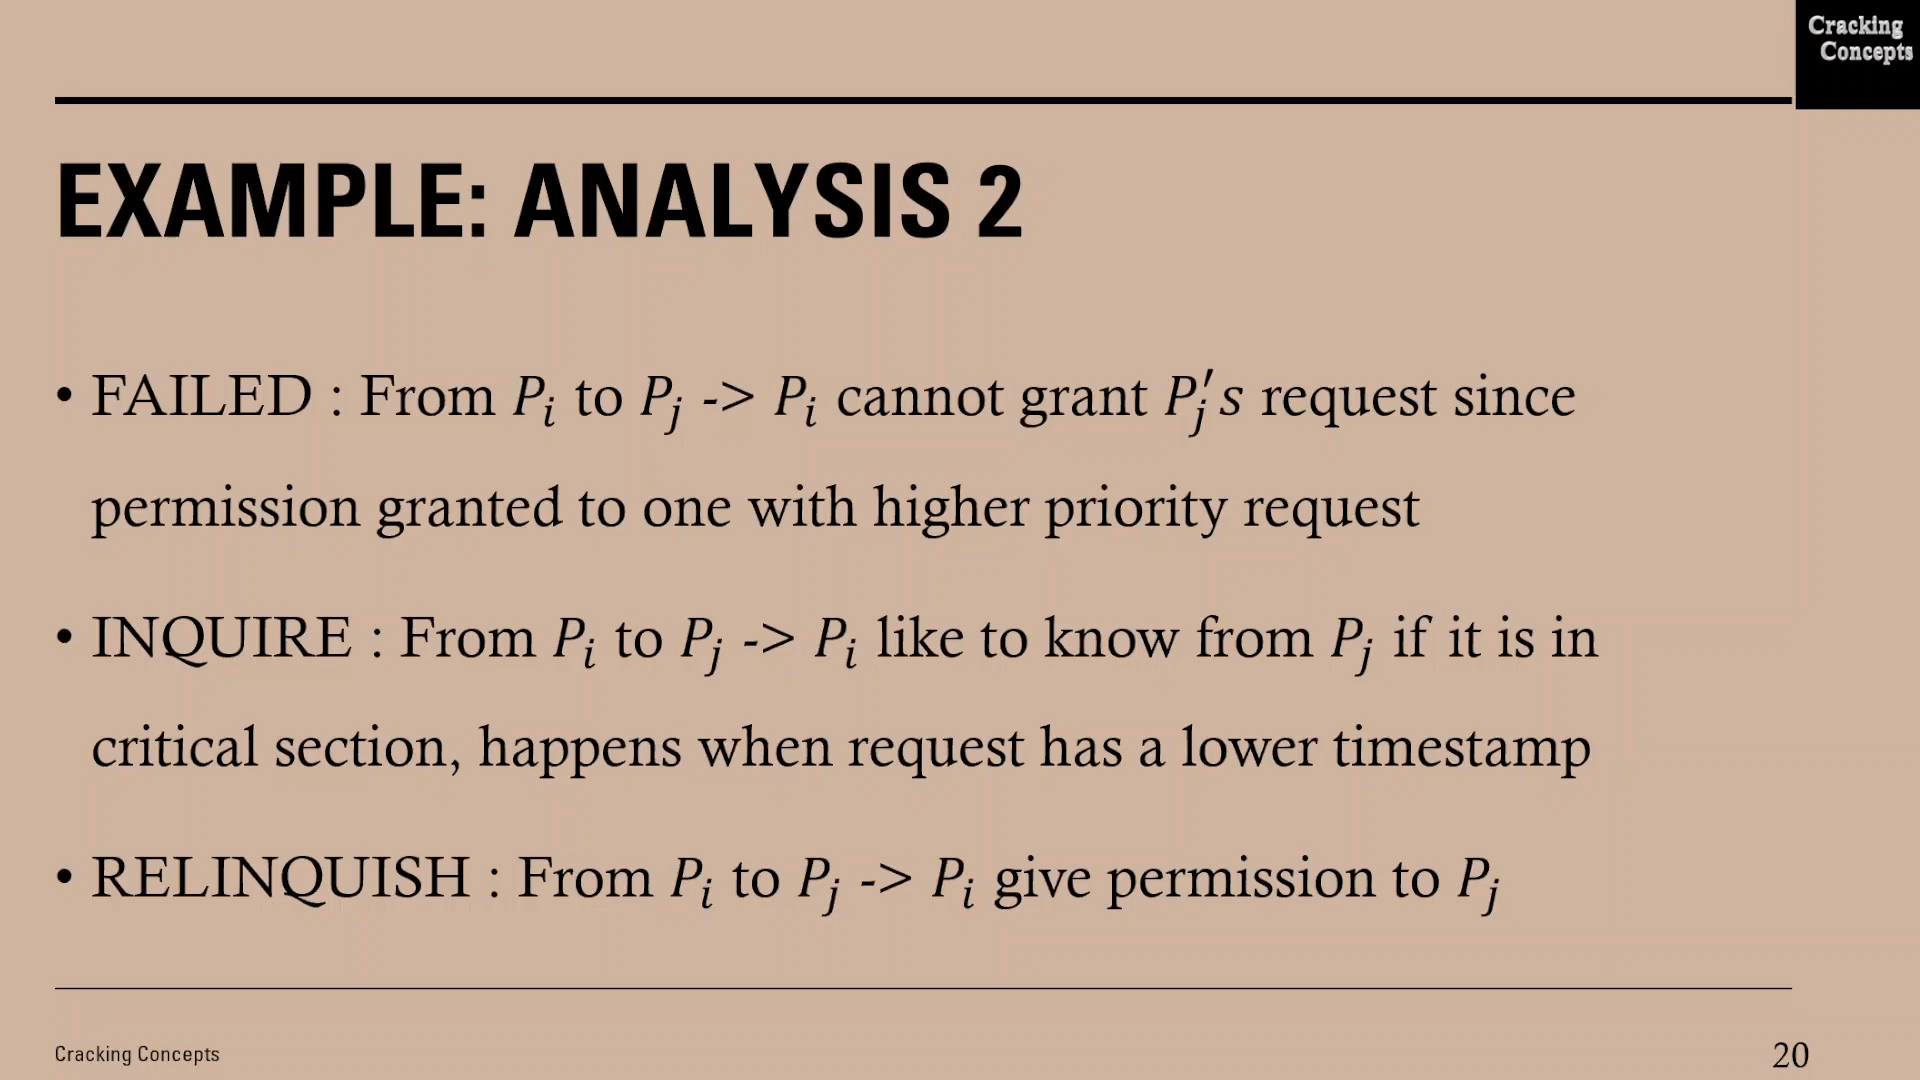 Cracking
Concepts
EXAMPLE: ANALYSIS 2
• FAILED : From Pᵢ to Pⱼ -> Pᵢ cannot grant Pⱼ′s request since
permission granted to one with higher priority request
• INQUIRE : From Pᵢ to Pⱼ -> Pᵢ like to know from Pⱼ if it is in
critical section, happens when request has a lower timestamp
• RELINQUISH : From Pᵢ to Pⱼ -> Pᵢ give permission to Pⱼ
Cracking Concepts
20